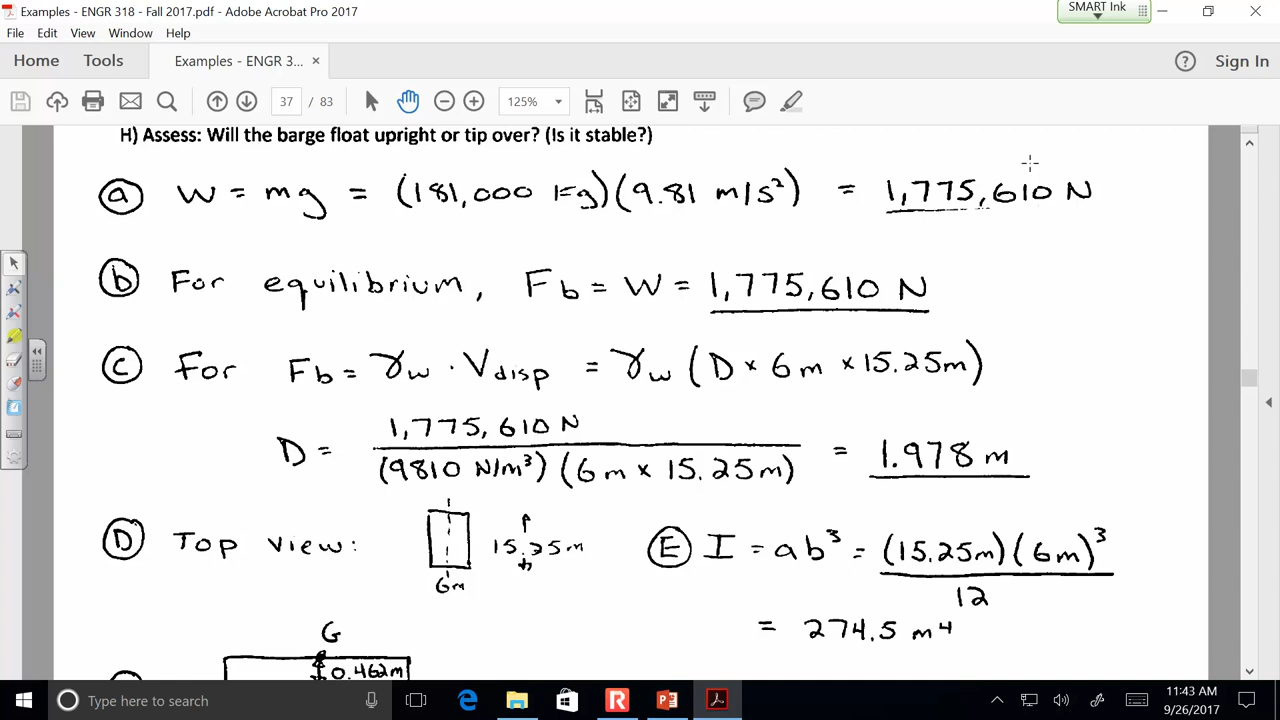 Examples - ENGR 318 - Fall 2017.pdf - Adobe Acrobat Pro 2017
SMART Ink
File Edit View Window Help
Home Tools Examples - ENGR 3... × Sign In
37 / 83 125%
H) Assess: Will the barge float upright or tip over? (Is it stable?)
a W = mg = (181,000 kg)(9.81 m/s²) = 1,775,610 N
b For equilibrium, Fb = W = 1,775,610 N
c For Fb = γw · Vdisp = γw (D × 6m × 15.25m)
D = 1,775,610 N / (9810 N/m³) (6m × 15.25m) = 1.978 m
D Top view: 15.25m 6m
E I = ab³ = (15.25m)(6m)³ / 12
= 274.5 m⁴
G
0.462m
Type here to search
11:43 AM
9/26/2017